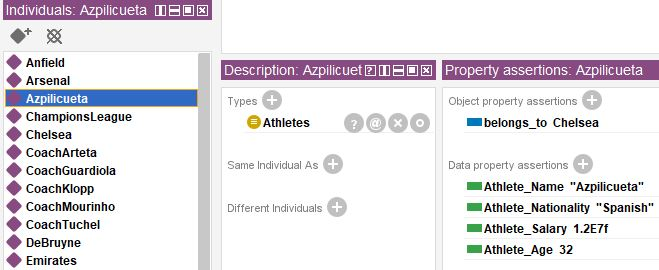 Individuals: Azpilicueta
Anfield
Arsenal
Azpilicueta
ChampionsLeague
Chelsea
CoachArteta
CoachGuardiola
CoachKlopp
CoachMourinho
CoachTuchel
DeBruyne
Emirates
Description: Azpilicuet
Types
Athletes
Same Individual As
Different Individuals
Property assertions: Azpilicueta
Object property assertions
belongs_to Chelsea
Data property assertions
Athlete_Name "Azpilicueta"
Athlete_Nationality "Spanish"
Athlete_Salary 1.2E7f
Athlete_Age 32